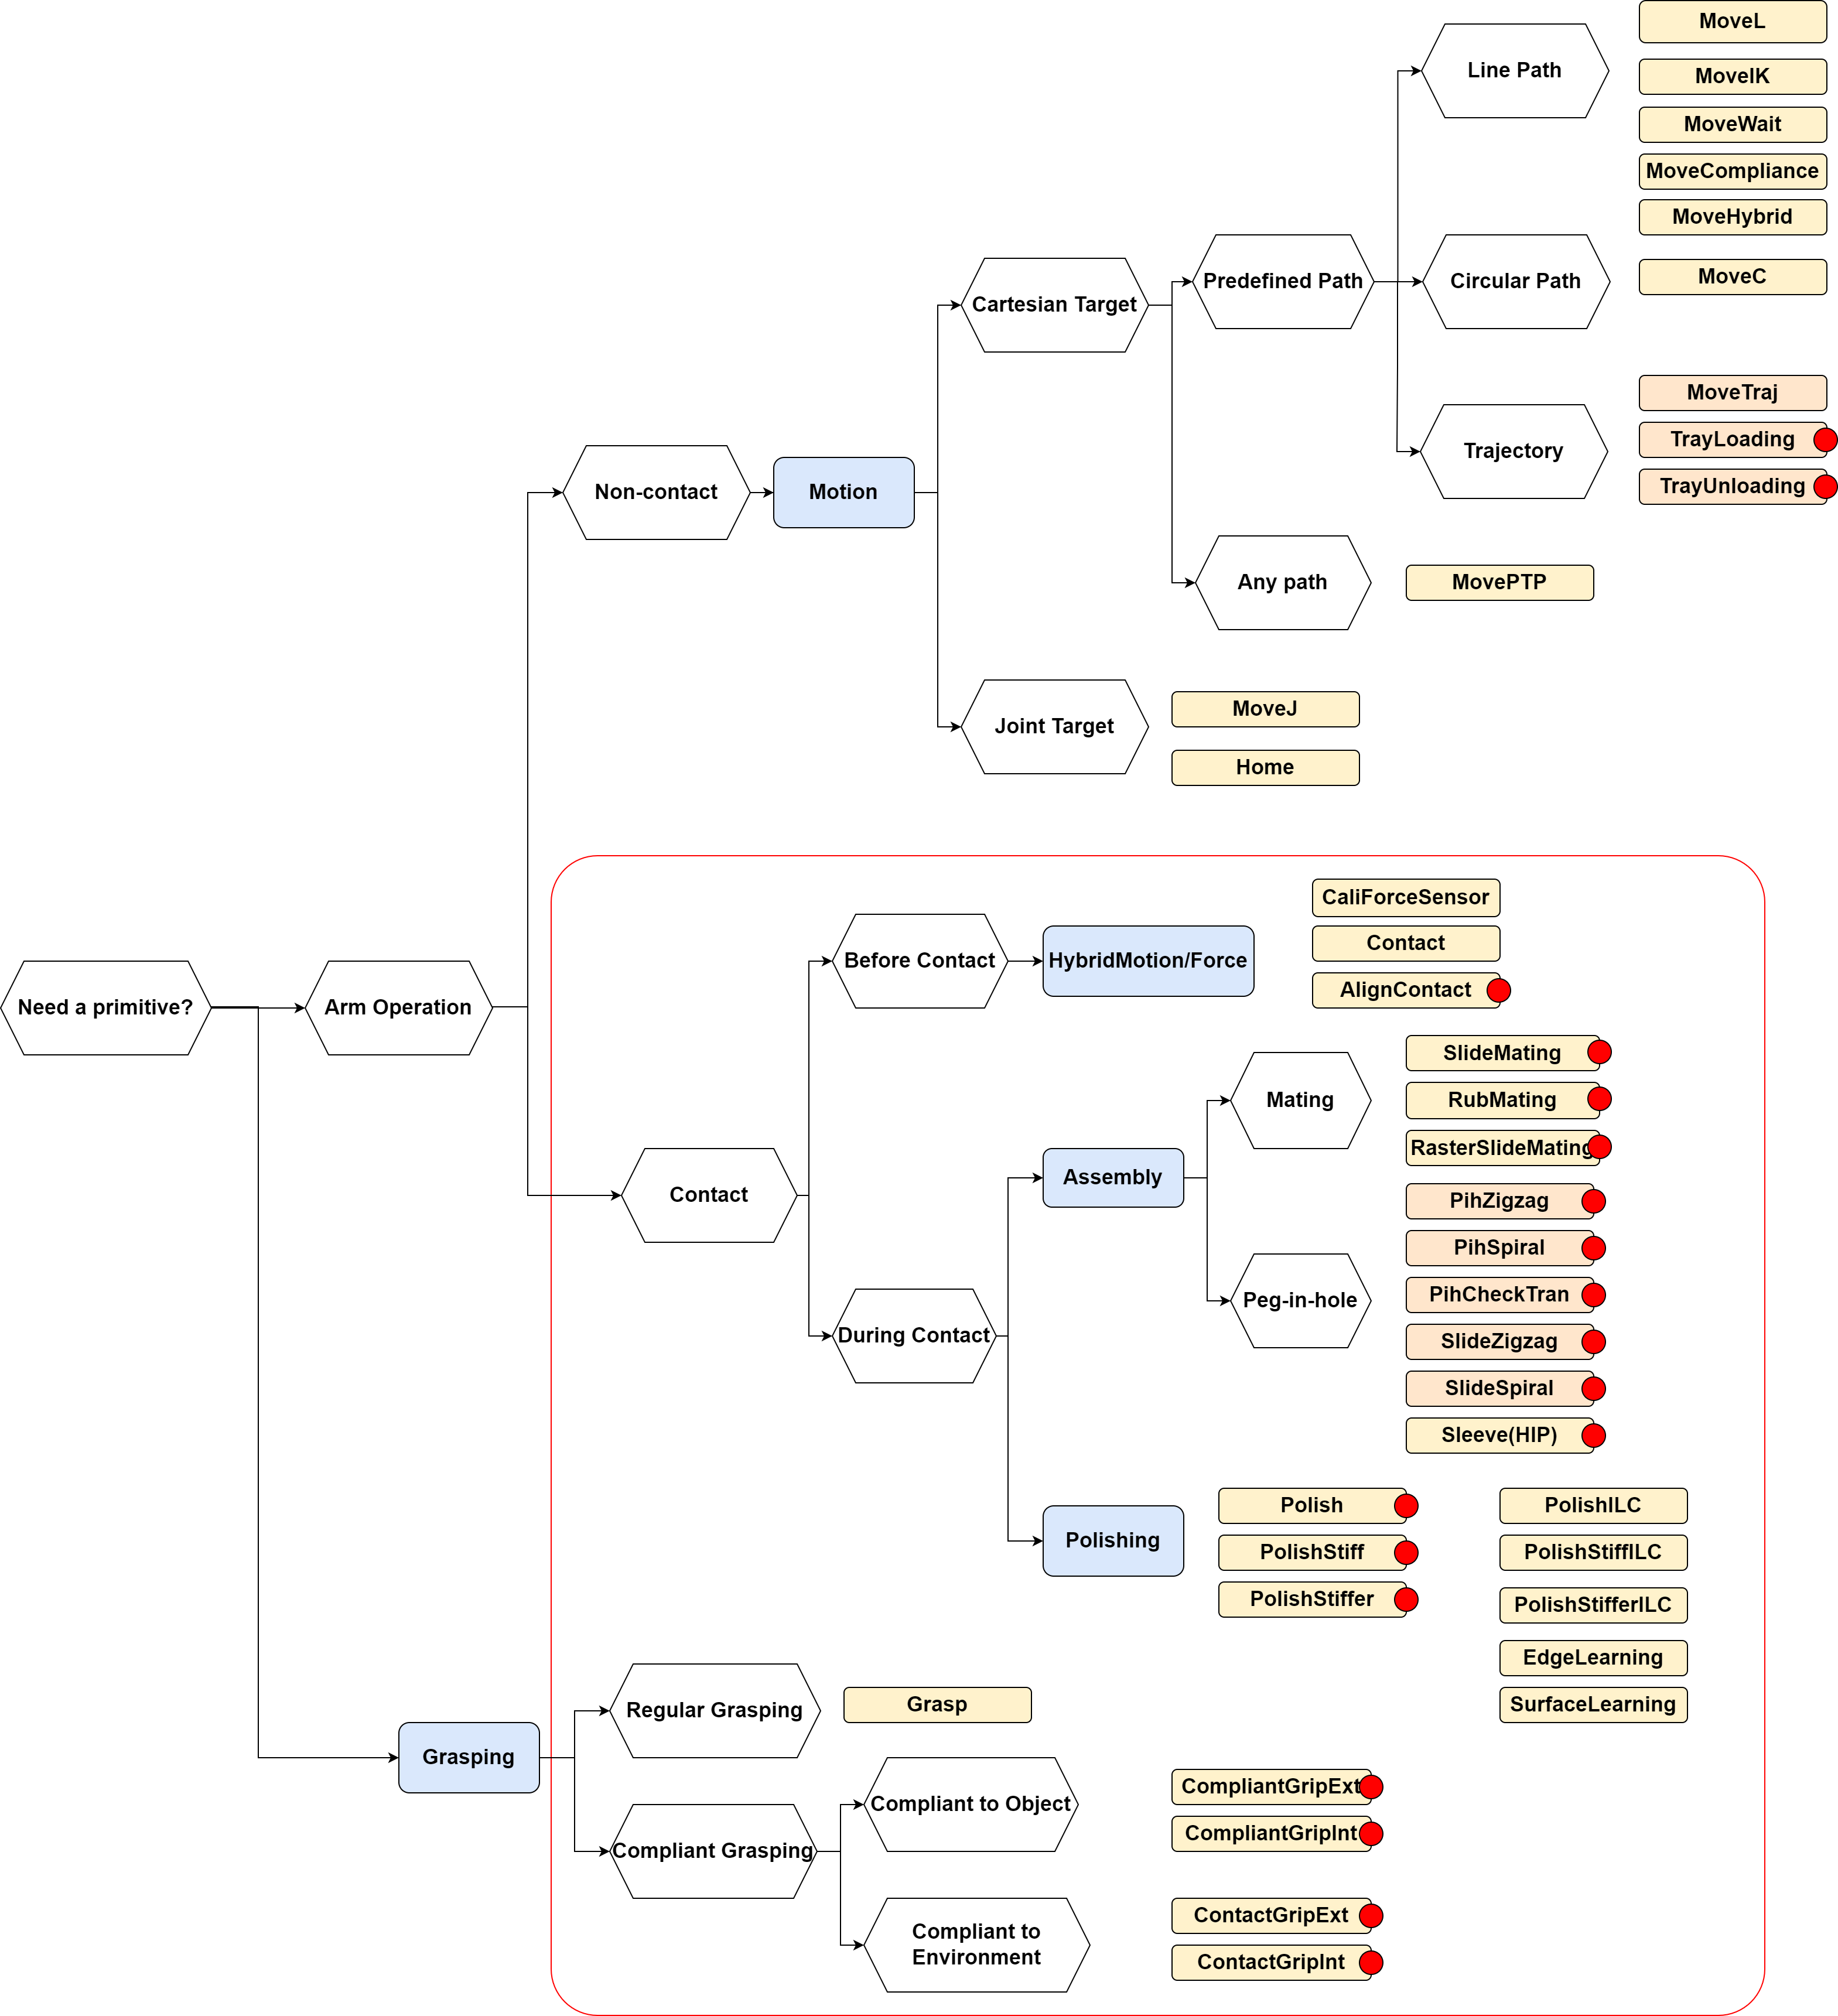 MoveL
Line Path
MoveIK
MoveWait
MoveCompliance
MoveHybrid
Cartesian Target
Predefined Path
Circular Path
MoveC
MoveTraj
TrayLoading
Trajectory
TrayUnloading
Non-contact
Motion
Any path
MovePTP
Joint Target
MoveJ
Home
CaliForceSensor
Contact
Before Contact
HybridMotion/Force
AlignContact
Need a primitive?
Arm Operation
SlideMating
Mating
RubMating
RasterSlideMating
Contact
Assembly
PihZigzag
PihSpiral
Peg-in-hole
PihCheckTran
During Contact
SlideZigzag
SlideSpiral
Sleeve(HIP)
Polishing
Polish
PolishStiff
PolishStiffer
PolishILC
PolishStiffILC
PolishStifferILC
EdgeLearning
SurfaceLearning
Regular Grasping
Grasp
Grasping
Compliant to Object
CompliantGripExt
CompliantGripInt
Compliant Grasping
Compliant to
Environment
ContactGripExt
ContactGripInt